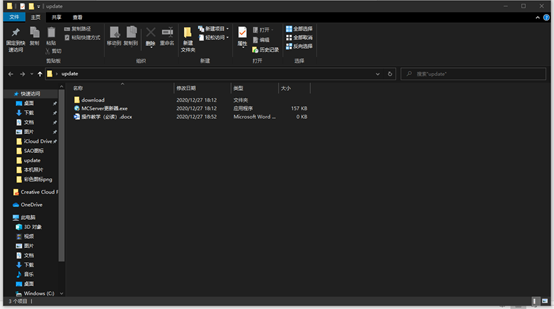 update
文件 主页 共享 查看
固定到快速访问 复制 粘贴 复制路径 粘贴快捷方式 剪切 移动到 复制到 删除 重命名 新建文件夹 新建项目 轻松访问 属性 打开 编辑 历史记录 全部选择 全部取消 反向选择
剪贴板 组织 新建 打开 选择
update 搜索"update"
名称 修改日期 类型 大小
快速访问
桌面
下载
文档
图片
iCloud Drive
SAO图标
update
本机照片
彩色图标png
Creative Cloud F
OneDrive
此电脑
3D 对象
视频
图片
文档
下载
音乐
桌面
Windows (C:)
download 2020/12/27 18:12 文件夹
MCServer更新器.exe 2020/12/27 18:12 应用程序 157 KB
操作教学（必读）.docx 2020/12/27 18:52 Microsoft Word ... 0 KB
3 个项目